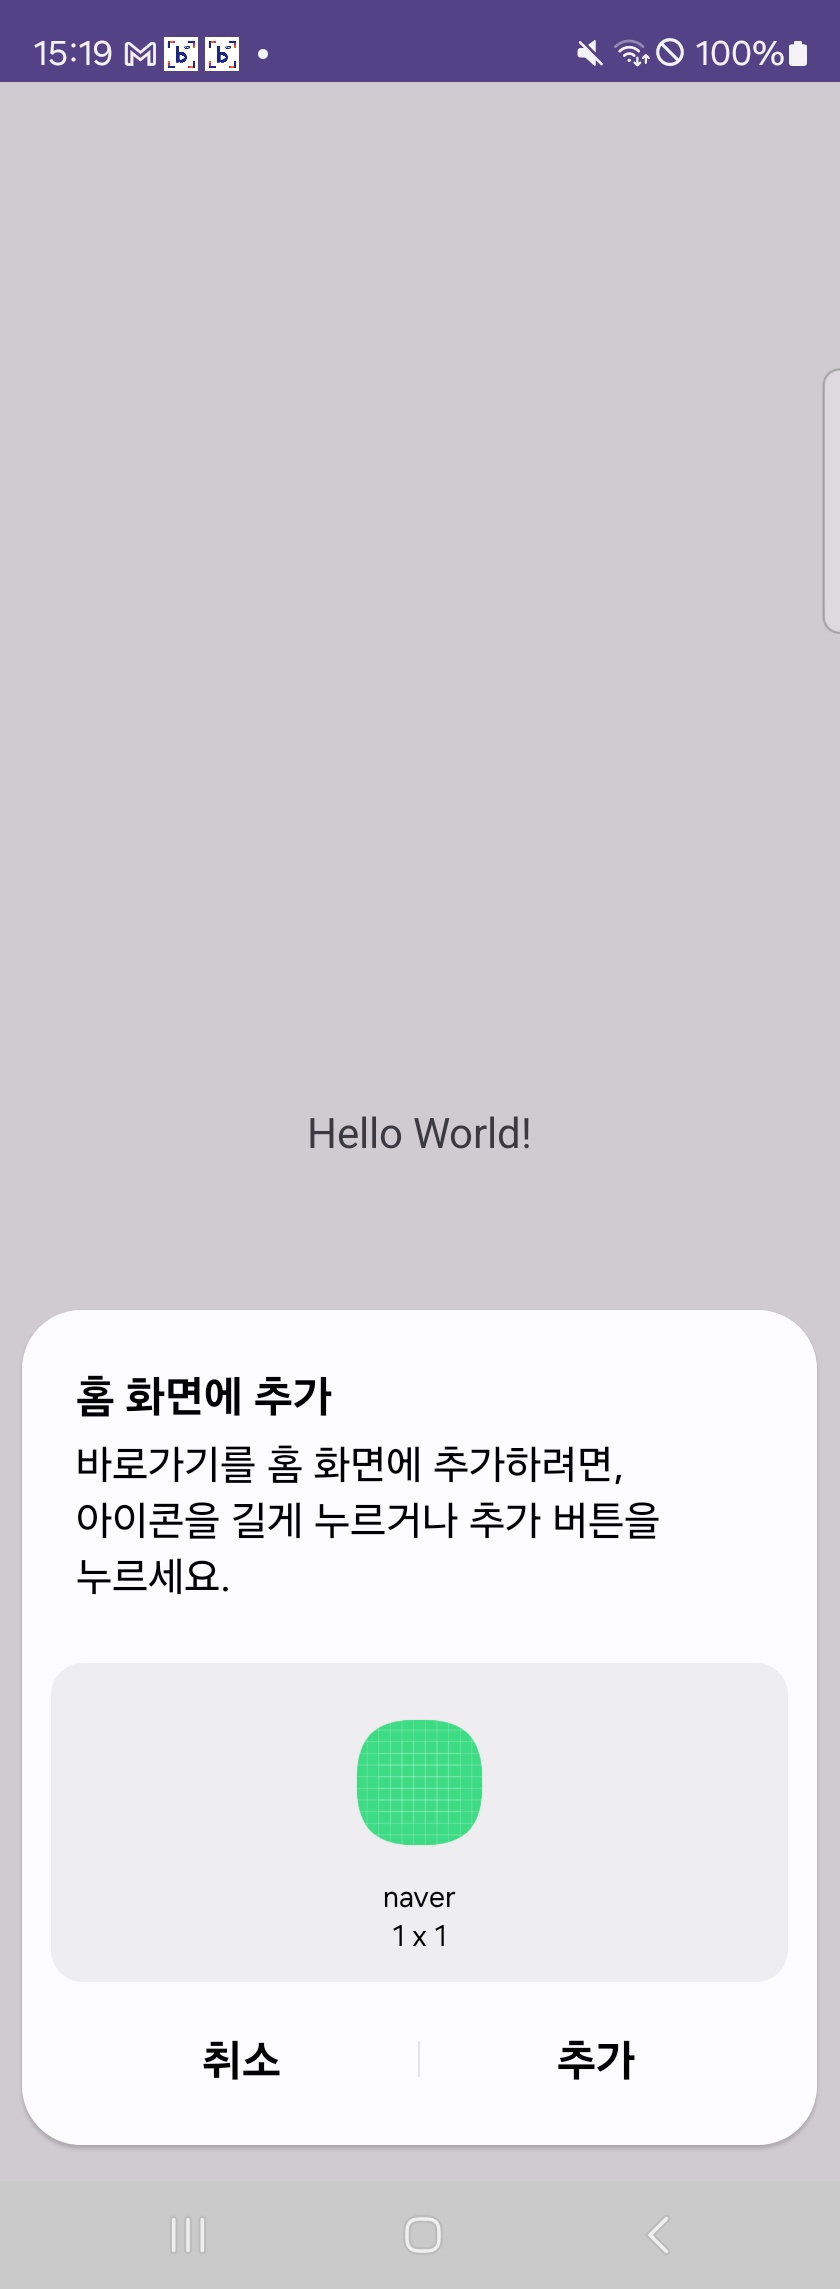 15:19
100%
Hello World!
홈 화면에 추가
바로가기를 홈 화면에 추가하려면,
아이콘을 길게 누르거나 추가 버튼을
누르세요.
naver
1 x 1
취소
추가